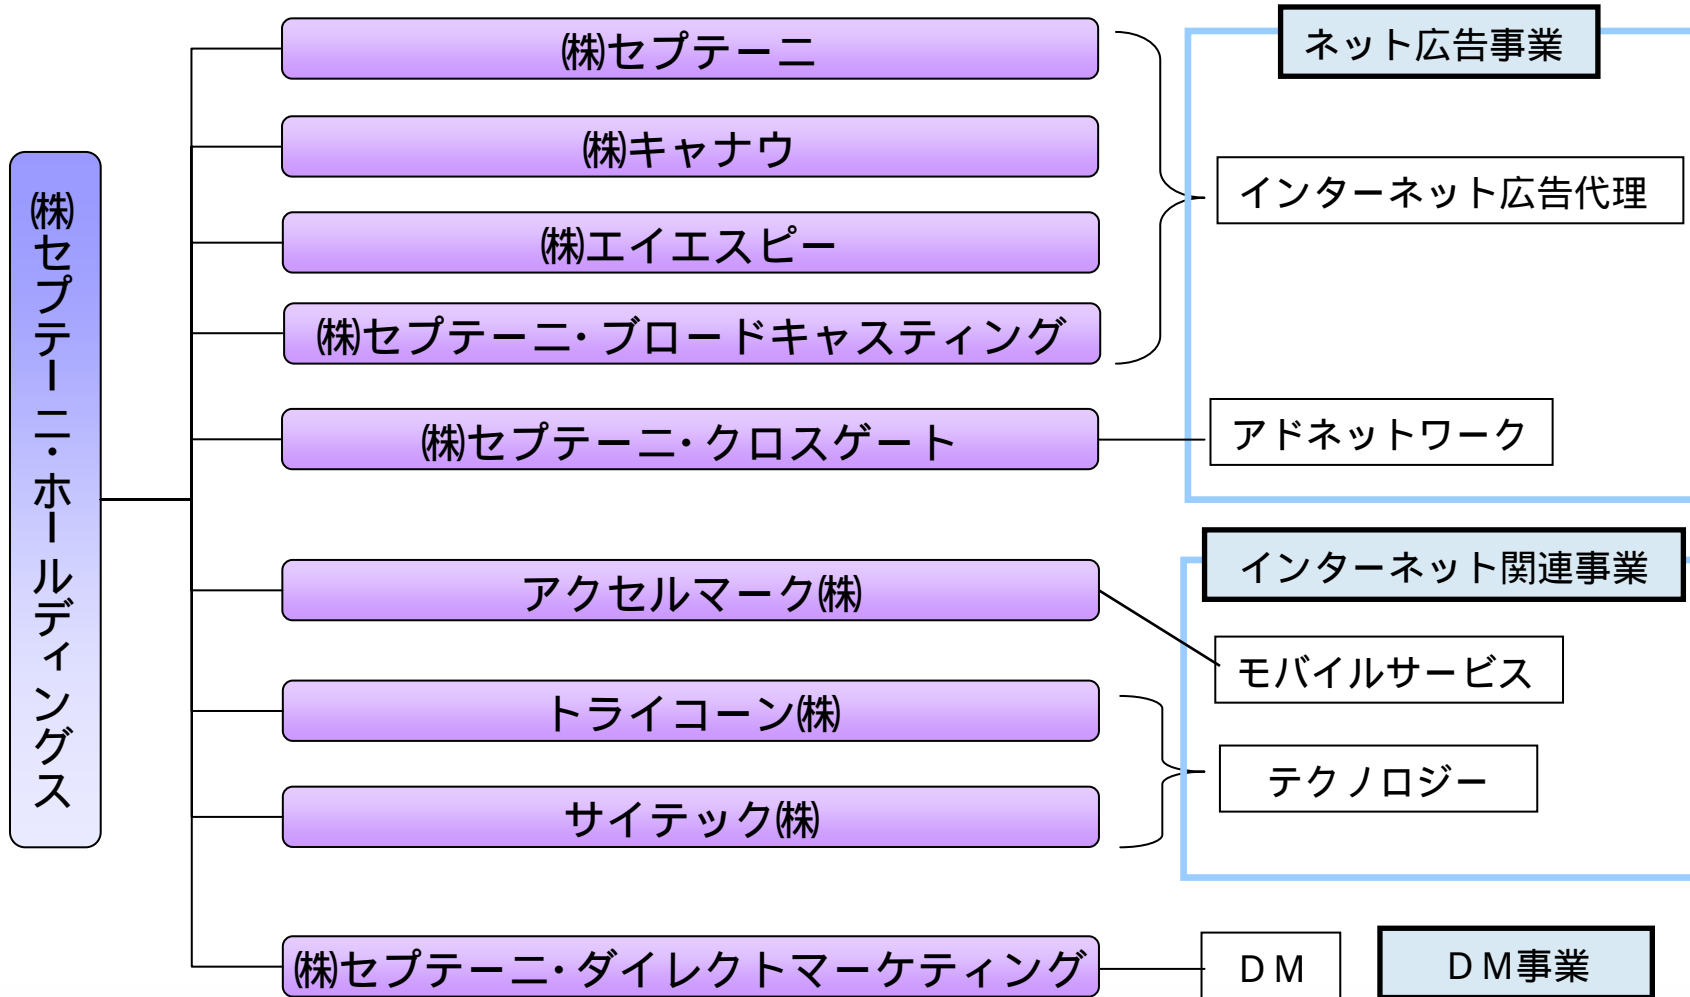 ㈱セプテーニ・ホールディングス
㈱セプテーニ
㈱キャナウ
㈱エイエスピー
㈱セプテーニ・ブロードキャスティング
㈱セプテーニ・クロスゲート
アクセルマーク㈱
トライコーン㈱
サイテック㈱
㈱セプテーニ・ダイレクトマーケティング
ネット広告事業
インターネット広告代理
アドネットワーク
インターネット関連事業
モバイルサービス
テクノロジー
ＤＭ
ＤＭ事業